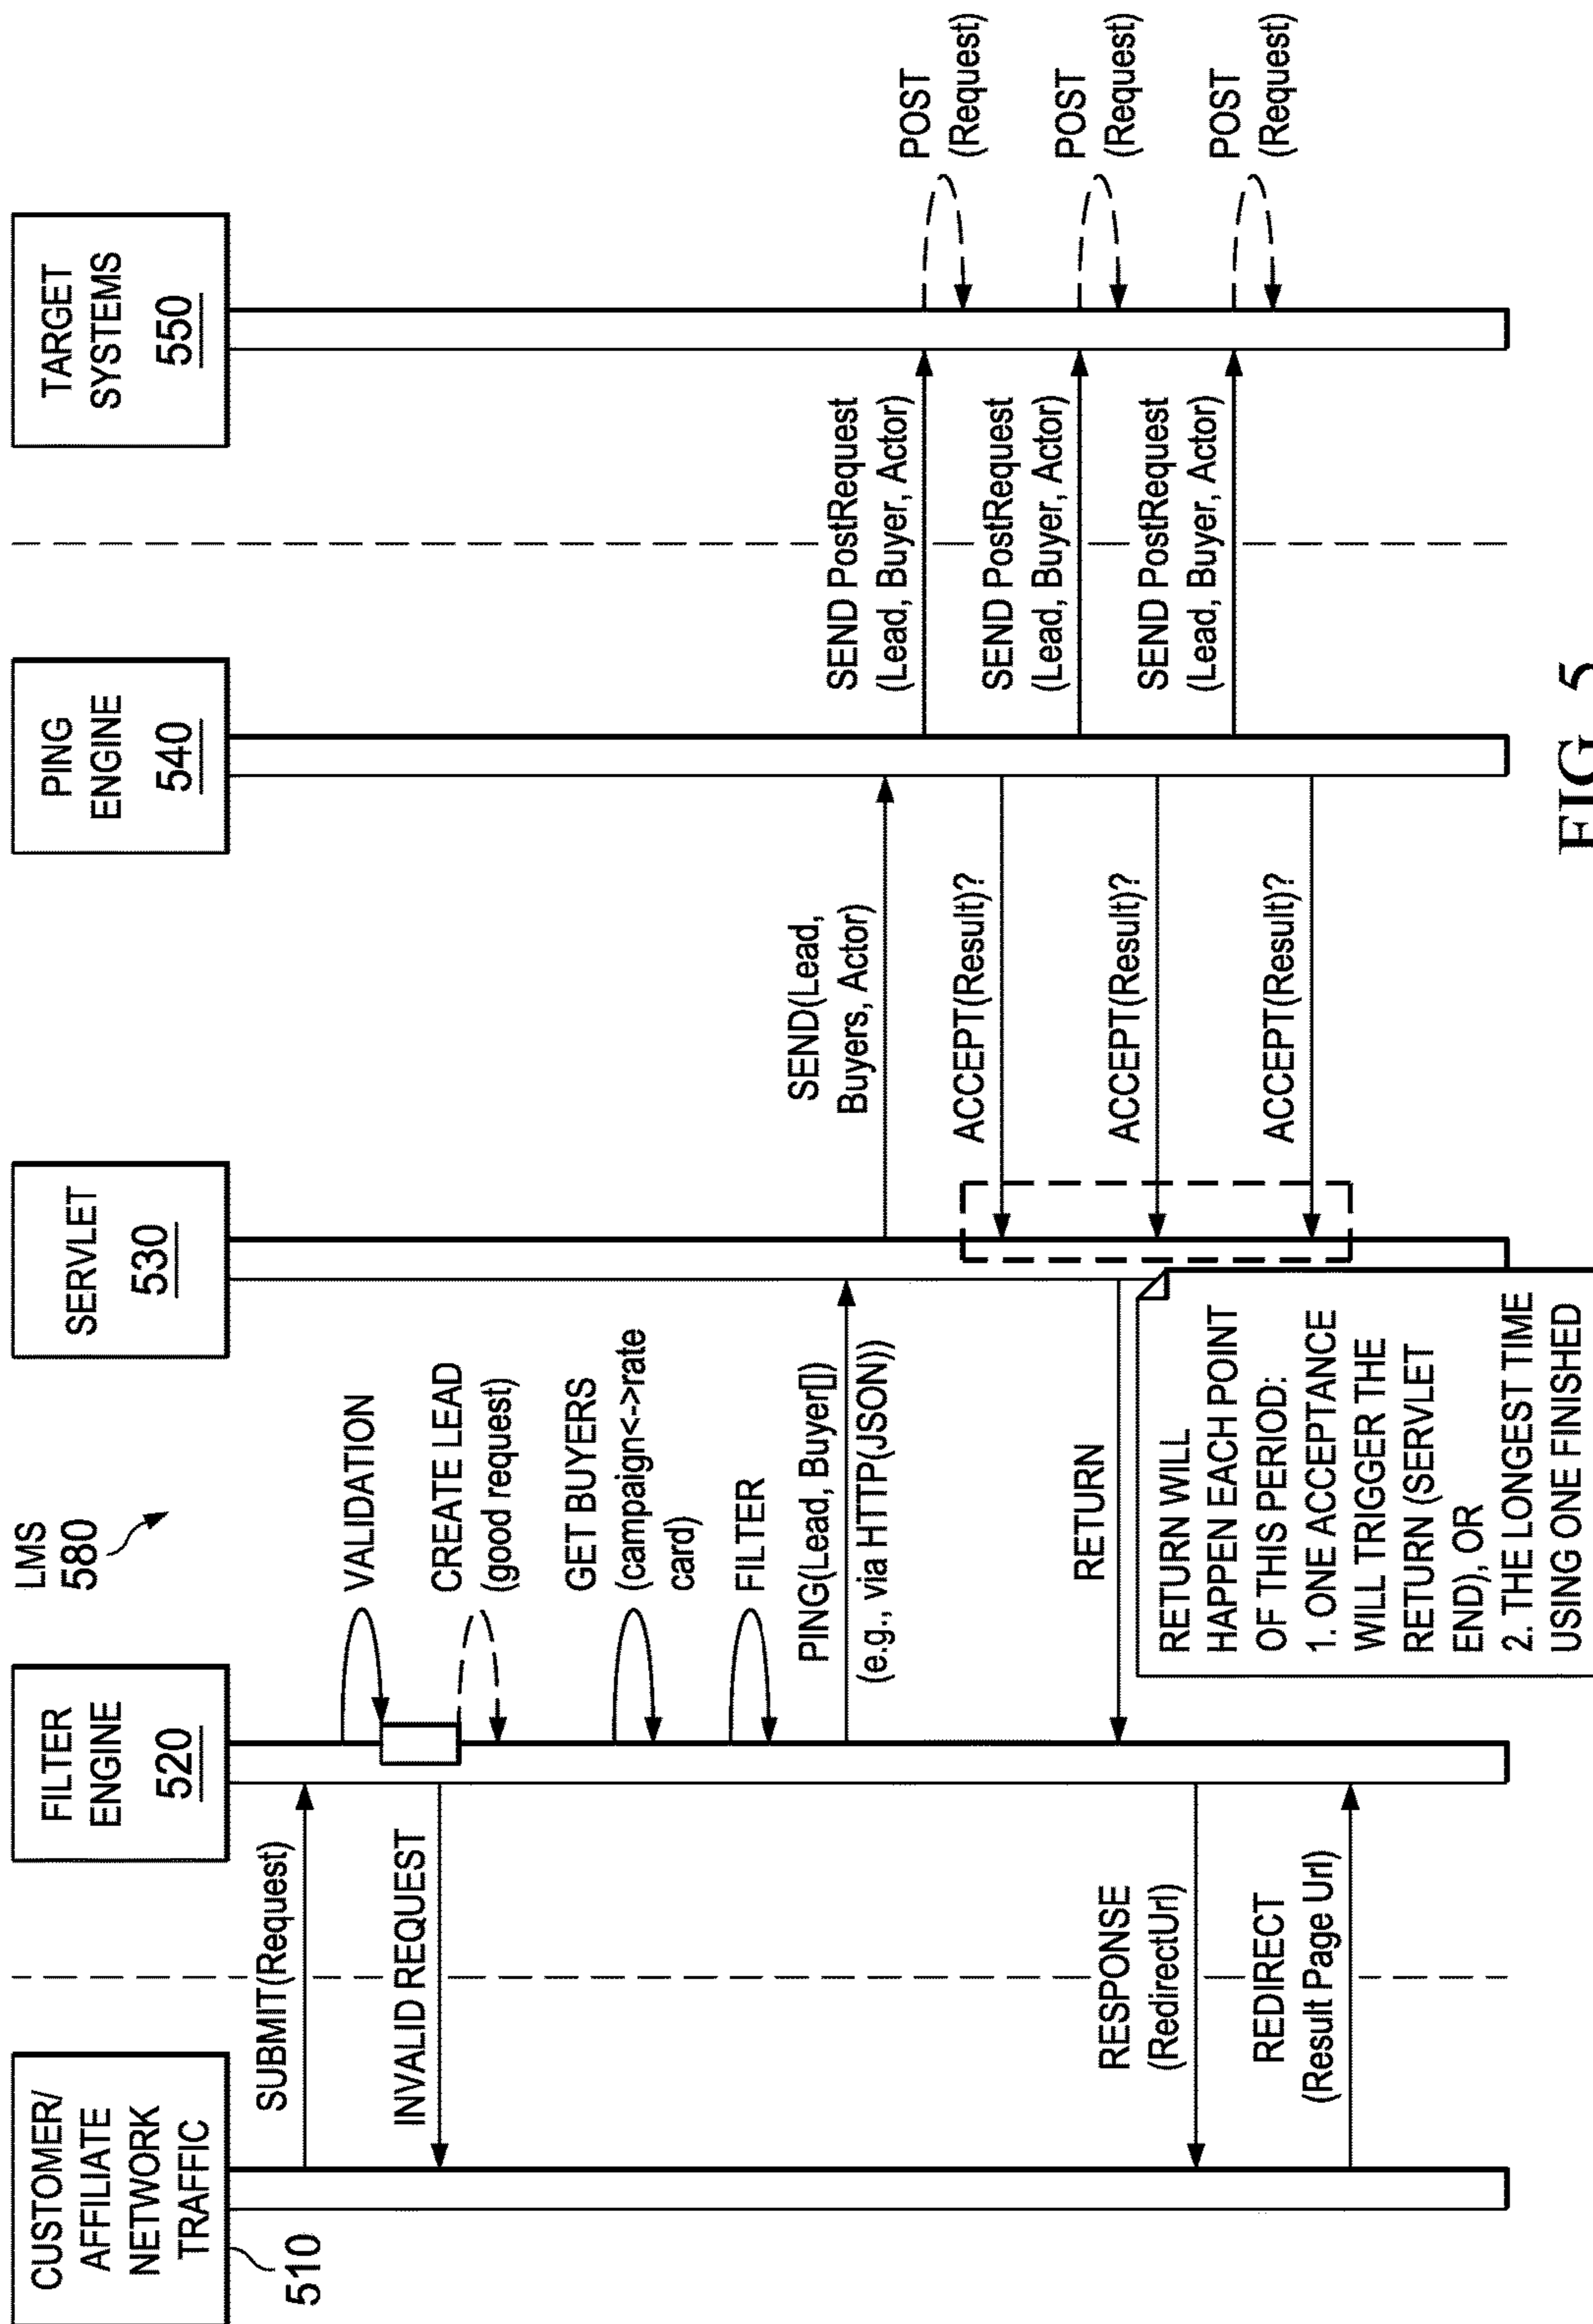 CUSTOMER/
AFFILIATE
NETWORK
TRAFFIC
510
LMS
580
FILTER
ENGINE
520
SERVLET
530
PING
ENGINE
540
TARGET
SYSTEMS
550
SUBMIT(Request)
VALIDATION
INVALID REQUEST
CREATE LEAD
(good request)
GET BUYERS
(campaign<->rate
card)
FILTER
PING(Lead, Buyer[])
(e.g., via HTTP(JSON))
SEND(Lead,
Buyers, Actor)
SEND PostRequest
(Lead, Buyer, Actor)
POST
(Request)
ACCEPT(Result)?
SEND PostRequest
(Lead, Buyer, Actor)
POST
(Request)
ACCEPT(Result)?
SEND PostRequest
(Lead, Buyer, Actor)
POST
(Request)
ACCEPT(Result)?
RETURN
RESPONSE
(RedirectUrl)
REDIRECT
(Result Page Url)
RETURN WILL
HAPPEN EACH POINT
OF THIS PERIOD:
1. ONE ACCEPTANCE
WILL TRIGGER THE
RETURN (SERVLET
END), OR
2. THE LONGEST TIME
USING ONE FINISHED
FIG. 5